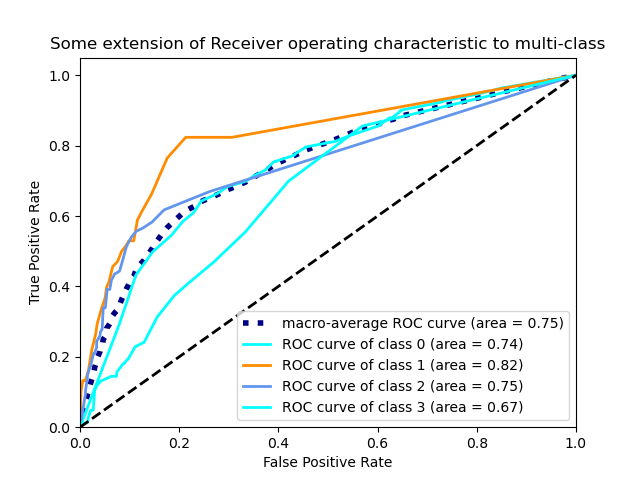 Some extension of Receiver operating characteristic to multi-class
1.0
0.8
0.6
0.4
0.2
0.0
True Positive Rate
macro-average ROC curve (area = 0.75)
ROC curve of class 0 (area = 0.74)
ROC curve of class 1 (area = 0.82)
ROC curve of class 2 (area = 0.75)
ROC curve of class 3 (area = 0.67)
0.0 0.2 0.4 0.6 0.8 1.0
False Positive Rate